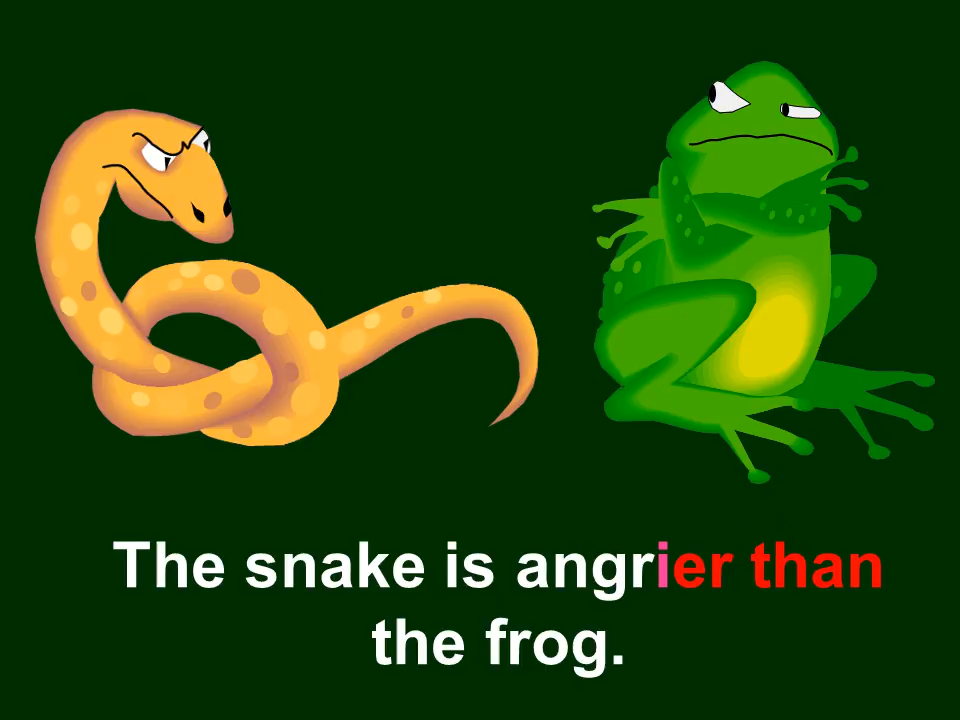 The snake is angrier than
the frog.